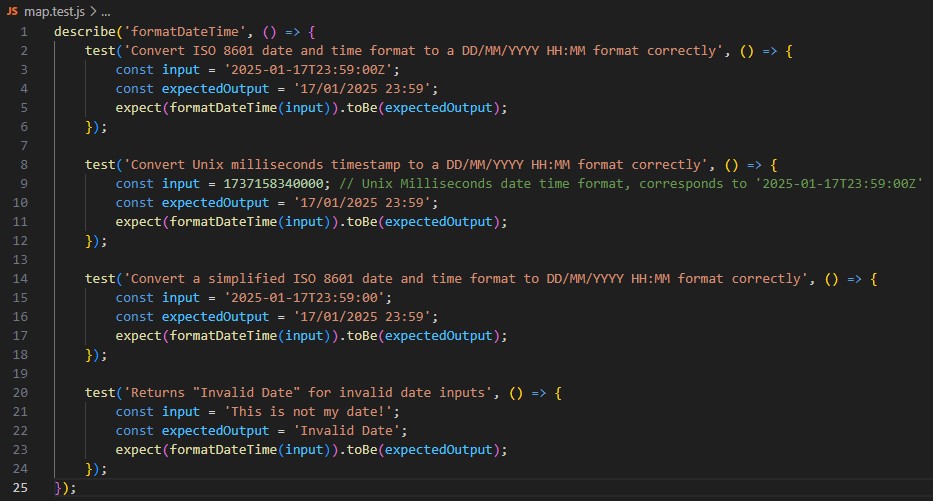 JS map.test.js > ...
1 describe('formatDateTime', () => {
2 test('Convert ISO 8601 date and time format to a DD/MM/YYYY HH:MM format correctly', () => {
3 const input = '2025-01-17T23:59:00Z';
4 const expectedOutput = '17/01/2025 23:59';
5 expect(formatDateTime(input)).toBe(expectedOutput);
6 });
7
8 test('Convert Unix milliseconds timestamp to a DD/MM/YYYY HH:MM format correctly', () => {
9 const input = 1737158340000; // Unix Milliseconds date time format, corresponds to '2025-01-17T23:59:00Z'
10 const expectedOutput = '17/01/2025 23:59';
11 expect(formatDateTime(input)).toBe(expectedOutput);
12 });
13
14 test('Convert a simplified ISO 8601 date and time format to DD/MM/YYYY HH:MM format correctly', () => {
15 const input = '2025-01-17T23:59:00';
16 const expectedOutput = '17/01/2025 23:59';
17 expect(formatDateTime(input)).toBe(expectedOutput);
18 });
19
20 test('Returns "Invalid Date" for invalid date inputs', () => {
21 const input = 'This is not my date!';
22 const expectedOutput = 'Invalid Date';
23 expect(formatDateTime(input)).toBe(expectedOutput);
24 });
25 });